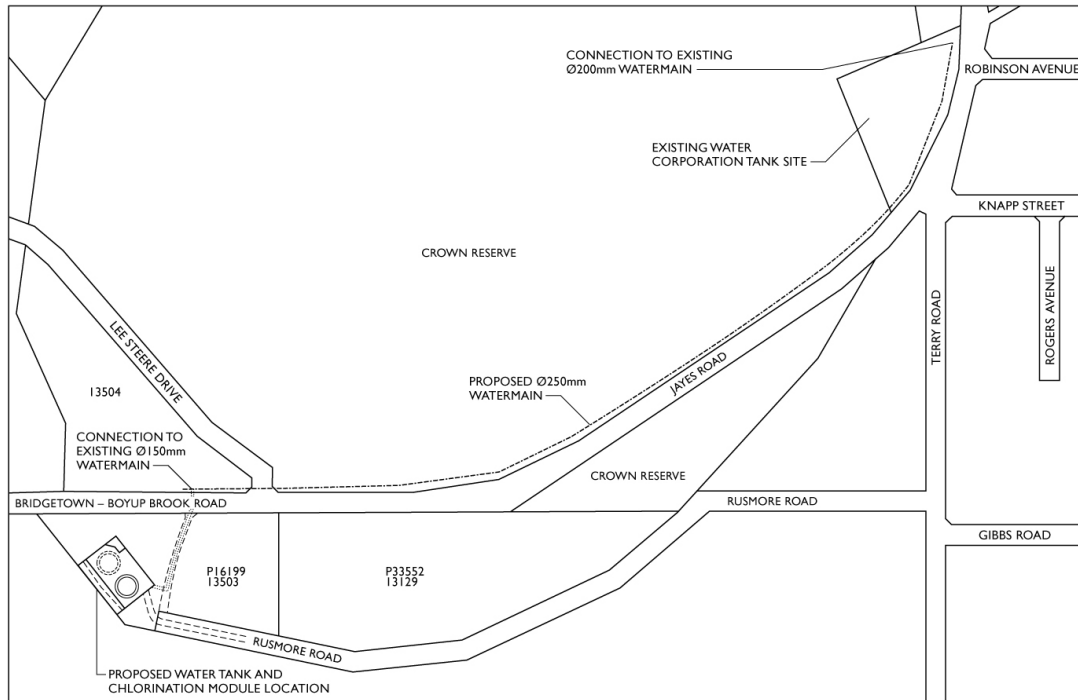 CONNECTION TO EXISTING
Ø200mm WATERMAIN
ROBINSON AVENUE
EXISTING WATER
CORPORATION TANK SITE
KNAPP STREET
CROWN RESERVE
ROGERS AVENUE
TERRY ROAD
LEE STEERE DRIVE
JAYES ROAD
PROPOSED Ø250mm
WATERMAIN
13504
CONNECTION TO
EXISTING Ø150mm
WATERMAIN
CROWN RESERVE
BRIDGETOWN – BOYUP BROOK ROAD
RUSMORE ROAD
GIBBS ROAD
P16199
13503
P33552
13129
RUSMORE ROAD
PROPOSED WATER TANK AND
CHLORINATION MODULE LOCATION